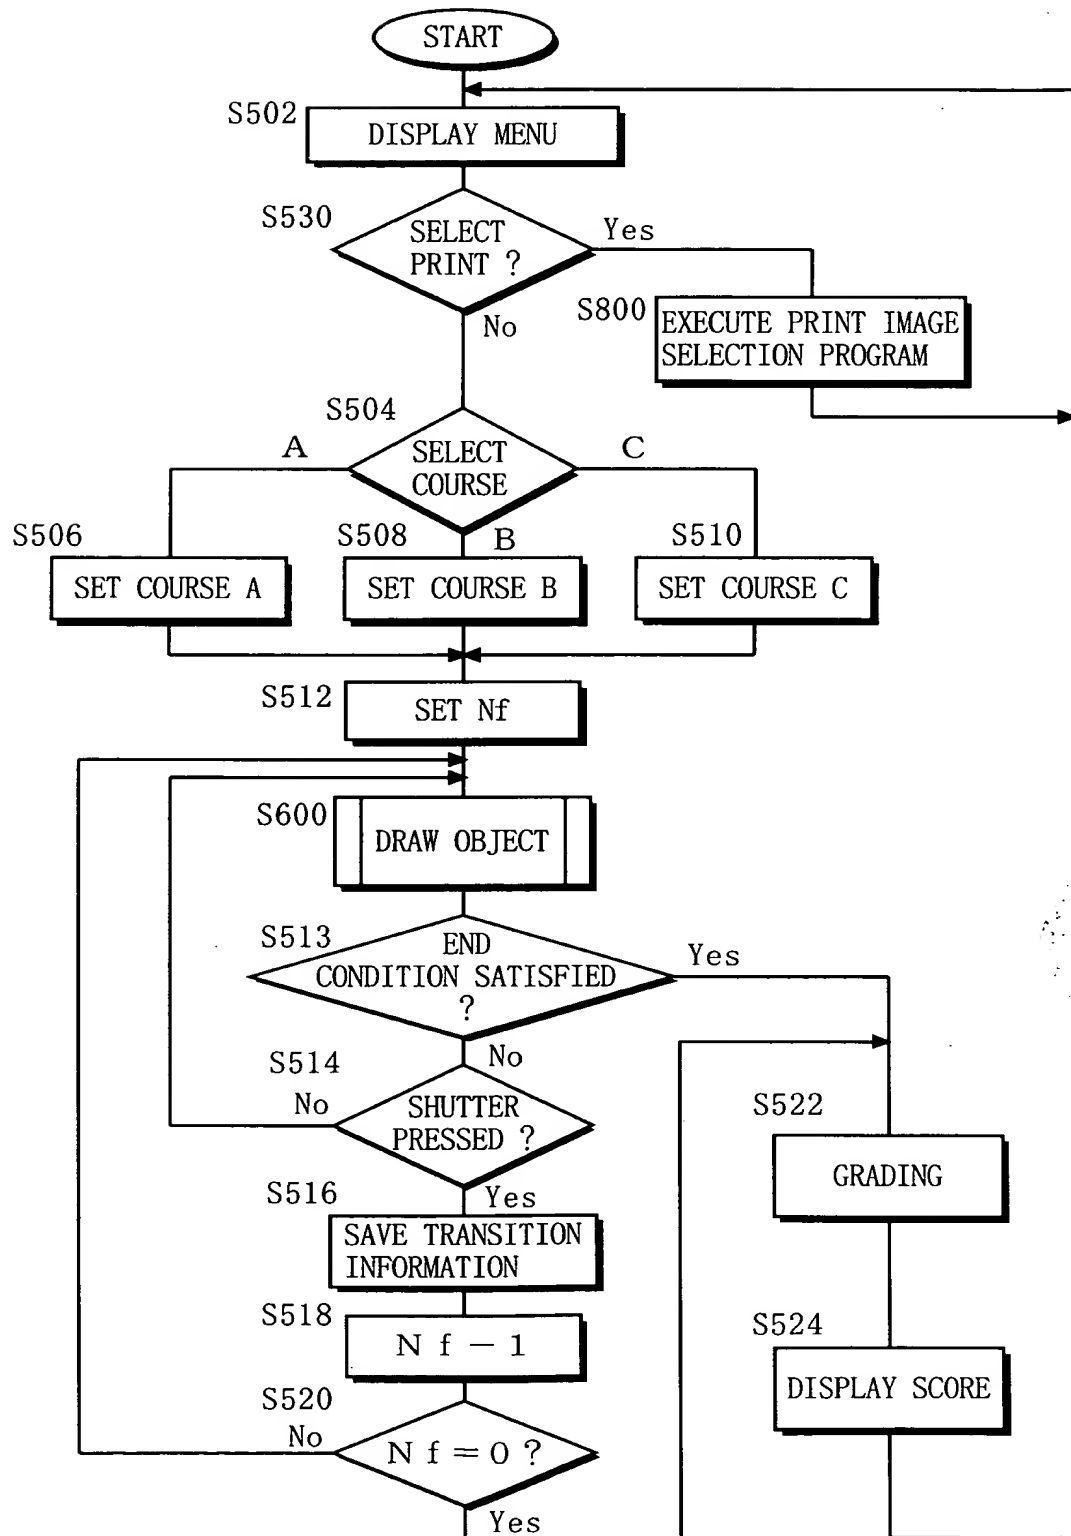 START
S502
DISPLAY MENU
S530
SELECT
PRINT ?
Yes
No
S800
EXECUTE PRINT IMAGE
SELECTION PROGRAM
S504
SELECT
COURSE
A
C
B
S506
SET COURSE A
S508
SET COURSE B
S510
SET COURSE C
S512
SET Nf
S600
DRAW OBJECT
S513
END
CONDITION SATISFIED
?
Yes
No
S514
SHUTTER
PRESSED ?
No
Yes
S516
SAVE TRANSITION
INFORMATION
S518
N f − 1
S520
N f = 0 ?
No
Yes
S522
GRADING
S524
DISPLAY SCORE